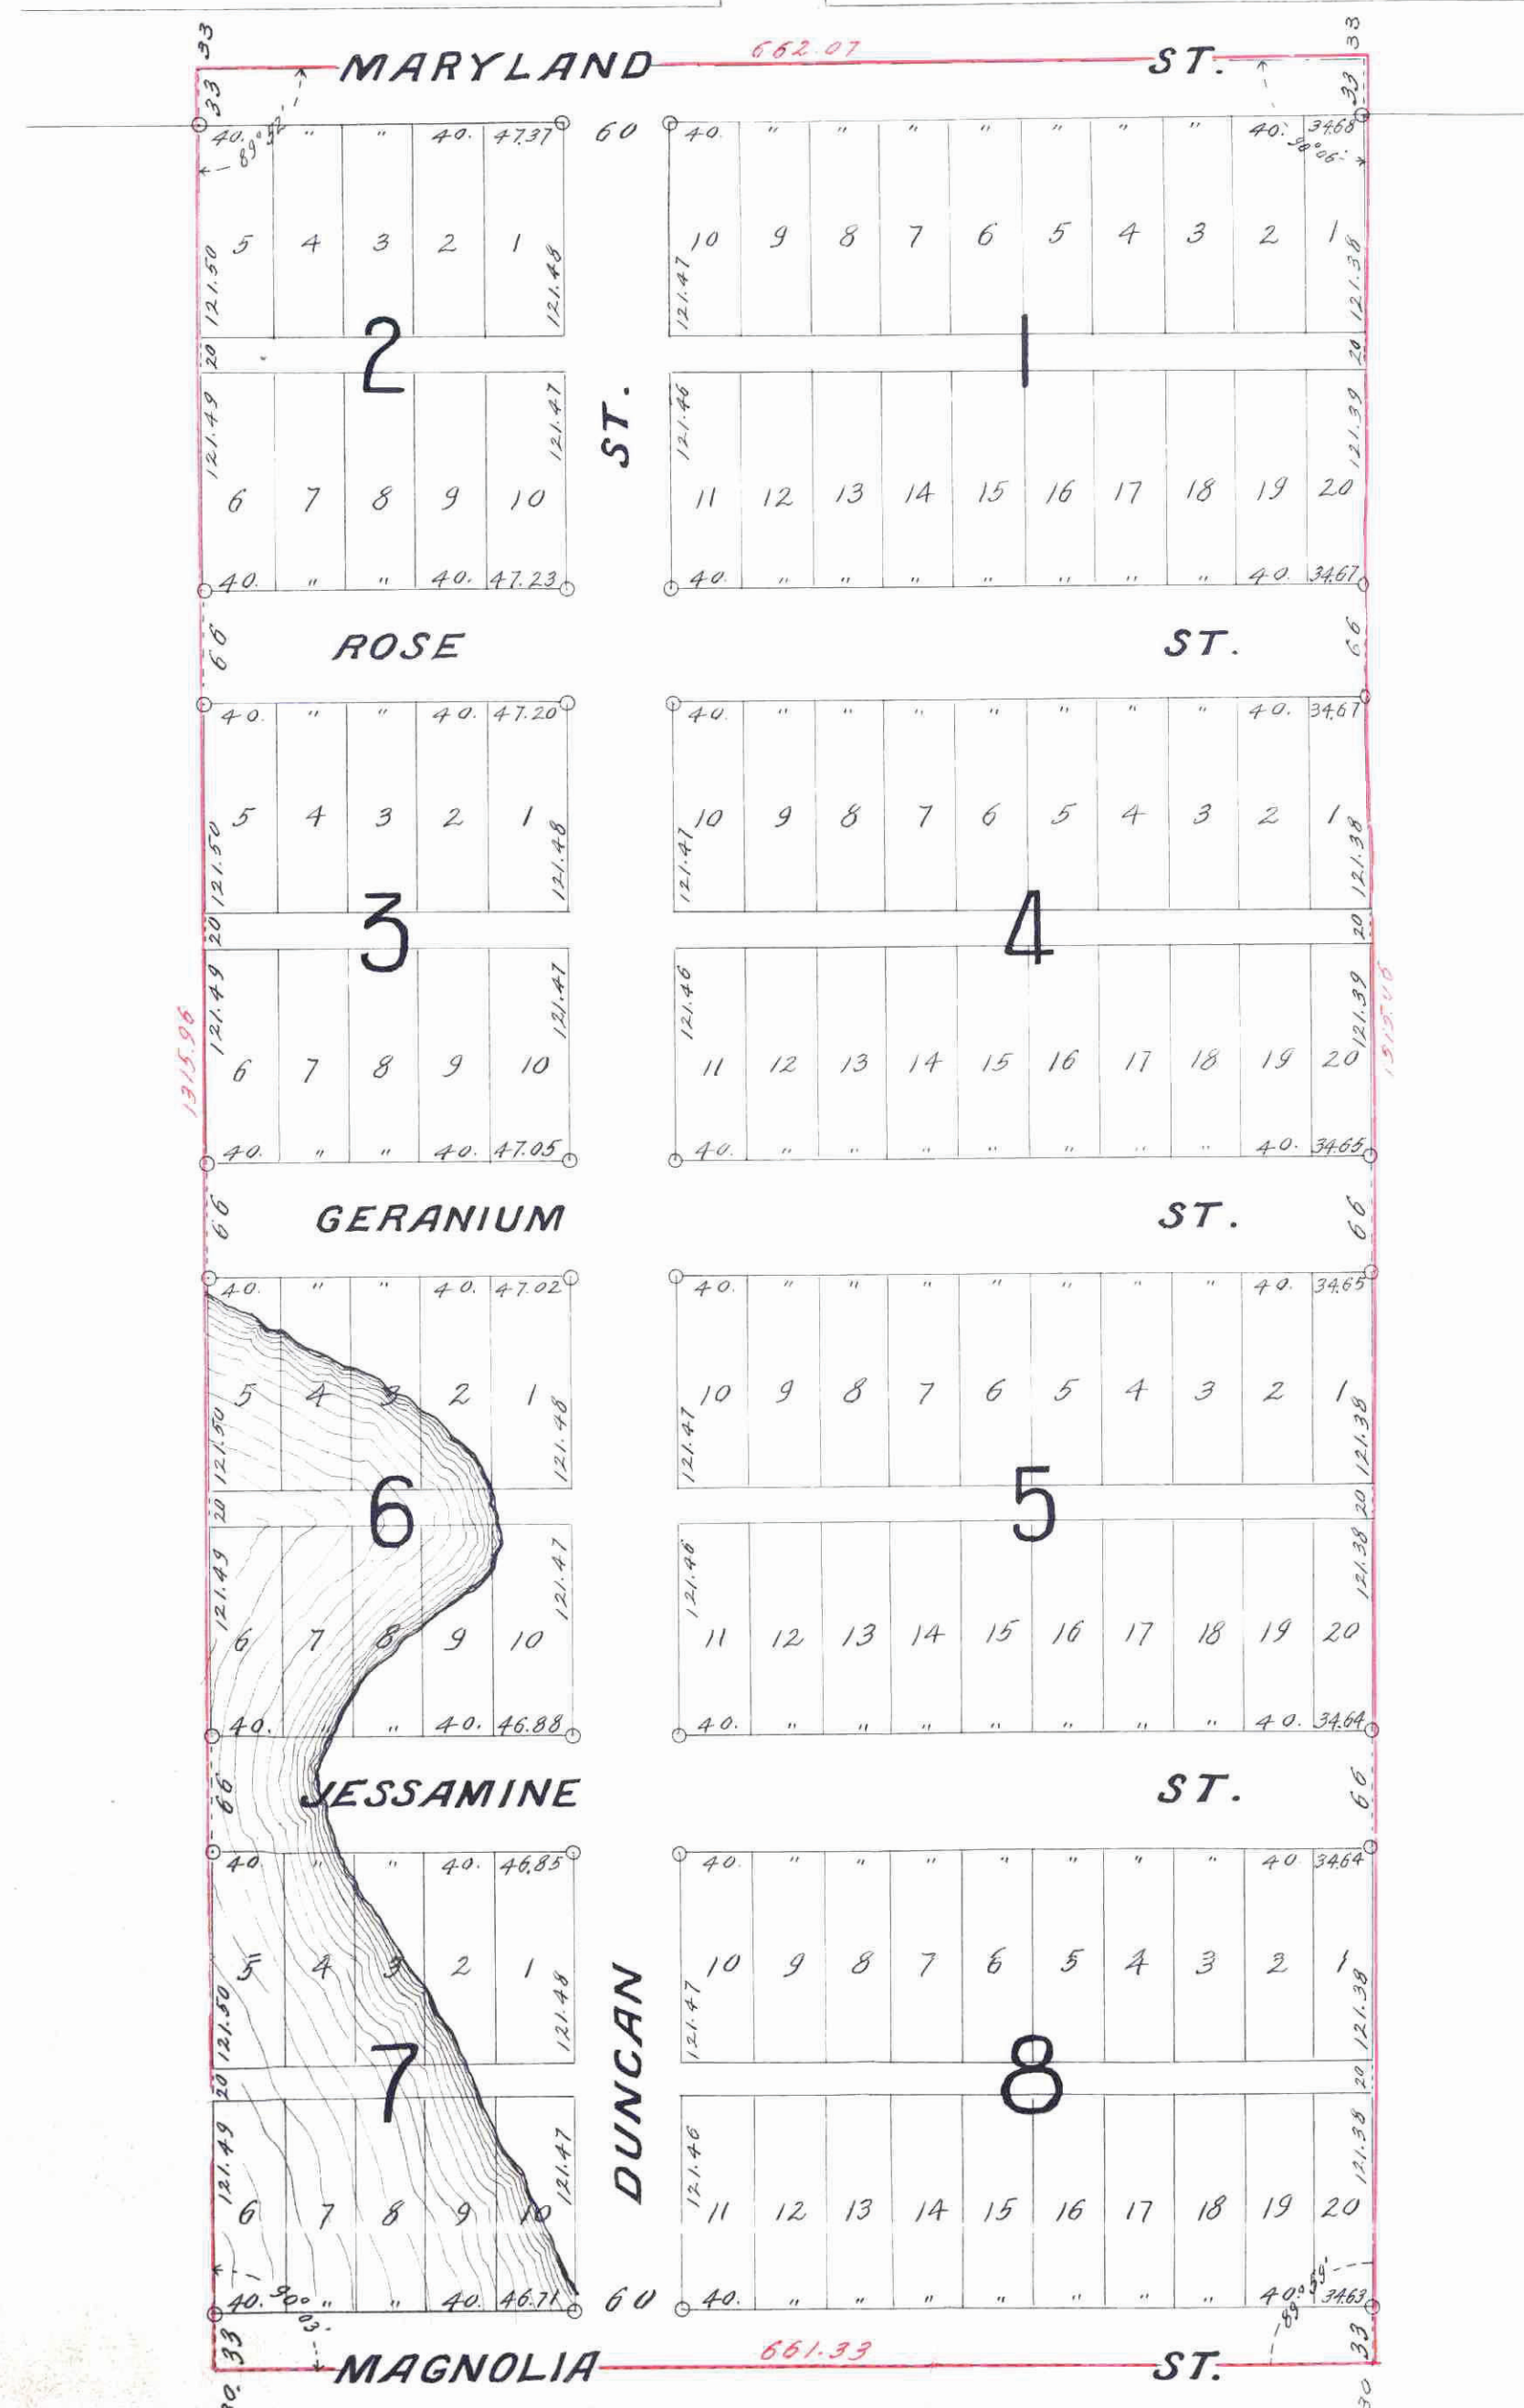 33 33
MARYLAND 662.07 ST.
33 33
40. " " 40. 47.37 60 40. " " " " " " " 40. 34.68
89°52' 90°06'
5 4 3 2 1 10 9 8 7 6 5 4 3 2 1
121.50 121.48 121.47 121.38
20 2 1 20
121.49 121.47 ST. 121.46 121.39
6 7 8 9 10 11 12 13 14 15 16 17 18 19 20
40. " " 40. 47.23 40. " " " " " " " 40. 34.67
66 ROSE ST. 66
40. " " 40. 47.20 40. " " " " " " " 40. 34.67
5 4 3 2 1 10 9 8 7 6 5 4 3 2 1
121.50 121.48 121.47 121.38
20 3 4 20
121.49 121.47 121.46 121.39
1315.96
6 7 8 9 10 11 12 13 14 15 16 17 18 19 20
40. " " 40. 47.05 40. " " " " " " " 40. 34.65
66 GERANIUM ST. 66
40. " " 40. 47.02 40. " " " " " " " 40. 34.65
5 4 3 2 1 10 9 8 7 6 5 4 3 2 1
121.50 121.48 121.47 121.38
20 6 5 20
121.49 121.47 121.46 121.38
6 7 8 9 10 11 12 13 14 15 16 17 18 19 20
40. " " 40. 46.88 40. " " " " " " " 40. 34.64
66 JESSAMINE ST. 66
40. " " 40. 46.85 40. " " " " " " " 40 34.64
5 4 3 2 1 10 9 8 7 6 5 4 3 2 1
121.50 121.48 DUNCAN 121.47 121.38
20 7 8 20
121.49 121.47 121.46 121.38
6 7 8 9 10 11 12 13 14 15 16 17 18 19 20
40. " " 40. 46.71 60 40. " " " " " " " 40. 34.63
90°03' 89°59'
33 33
MAGNOLIA 661.33 ST.
30. 30